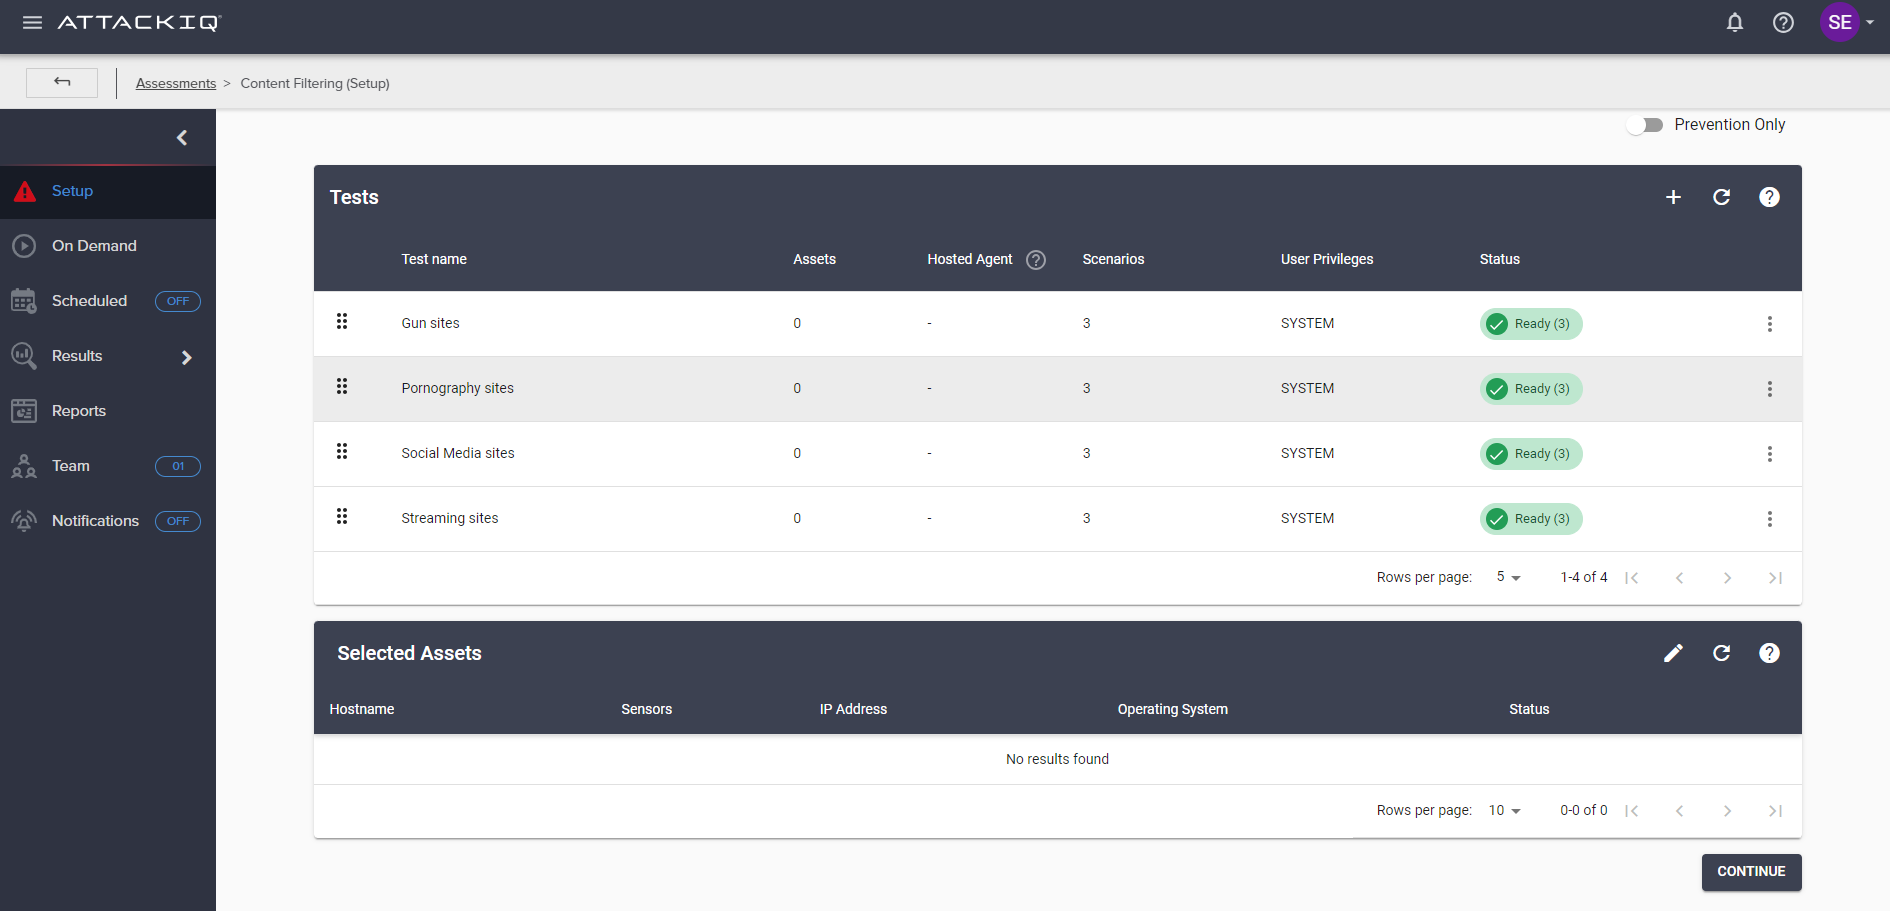 ATTACKIQ
SE
Assessments > Content Filtering (Setup)
Prevention Only
Setup
On Demand
Scheduled OFF
Results
Reports
Team 01
Notifications OFF
Tests
Test name Assets Hosted Agent Scenarios User Privileges Status
Gun sites 0 - 3 SYSTEM Ready (3)
Pornography sites 0 - 3 SYSTEM Ready (3)
Social Media sites 0 - 3 SYSTEM Ready (3)
Streaming sites 0 - 3 SYSTEM Ready (3)
Rows per page: 5 1-4 of 4
Selected Assets
Hostname Sensors IP Address Operating System Status
No results found
Rows per page: 10 0-0 of 0
CONTINUE